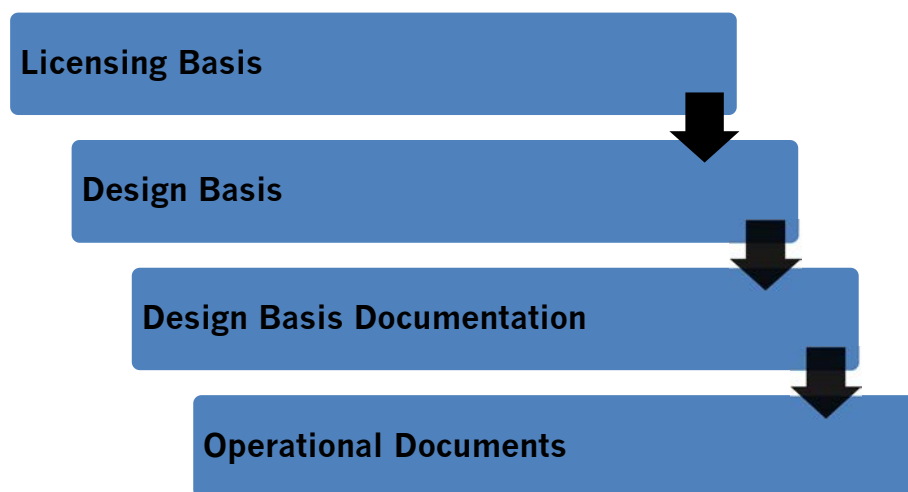 Licensing Basis
Design Basis
Design Basis Documentation
Operational Documents